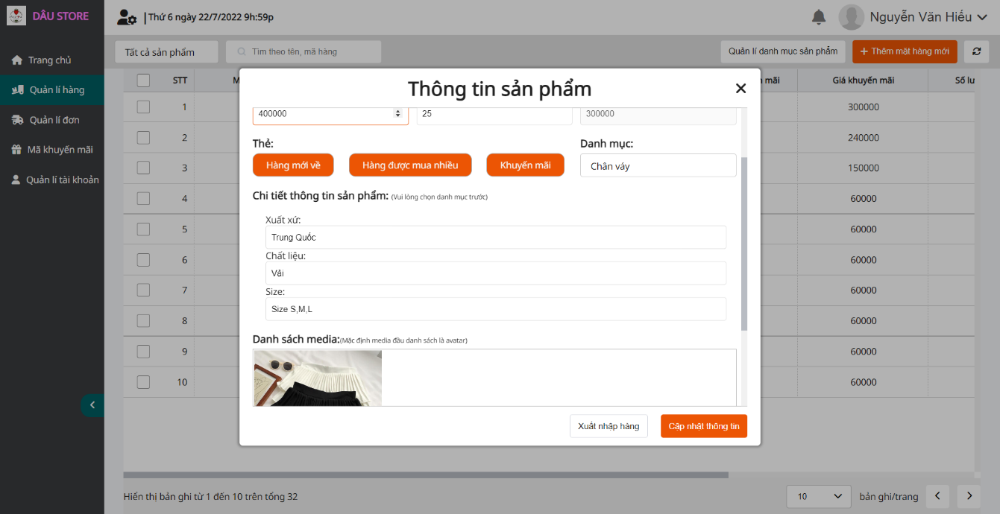 DÂU STORE
Thứ 6 ngày 22/7/2022 9h:59p
Nguyễn Văn Hiếu
Trang chủ
Quản lí hàng
Quản lí đơn
Mã khuyến mãi
Quản lí tài khoản
Tất cả sản phẩm
Tìm theo tên, mã hàng
Quản lí danh mục sản phẩm
+ Thêm mặt hàng mới
STT
M
n mãi
Giá khuyến mãi
Số lư
1
300000
2
240000
3
150000
4
60000
5
60000
6
60000
7
60000
8
60000
9
60000
10
60000
Thông tin sản phẩm
400000
25
300000
Thẻ:
Danh mục:
Hàng mới về
Hàng được mua nhiều
Khuyến mãi
Chân váy
Chi tiết thông tin sản phẩm: (Vui lòng chọn danh mục trước)
Xuất xứ:
Trung Quốc
Chất liệu:
Vải
Size:
Size S,M,L
Danh sách media:(Mặc định media đầu danh sách là avatar)
Xuất nhập hàng
Cập nhật thông tin
Hiển thị bản ghi từ 1 đến 10 trên tổng 32
10
bản ghi/trang